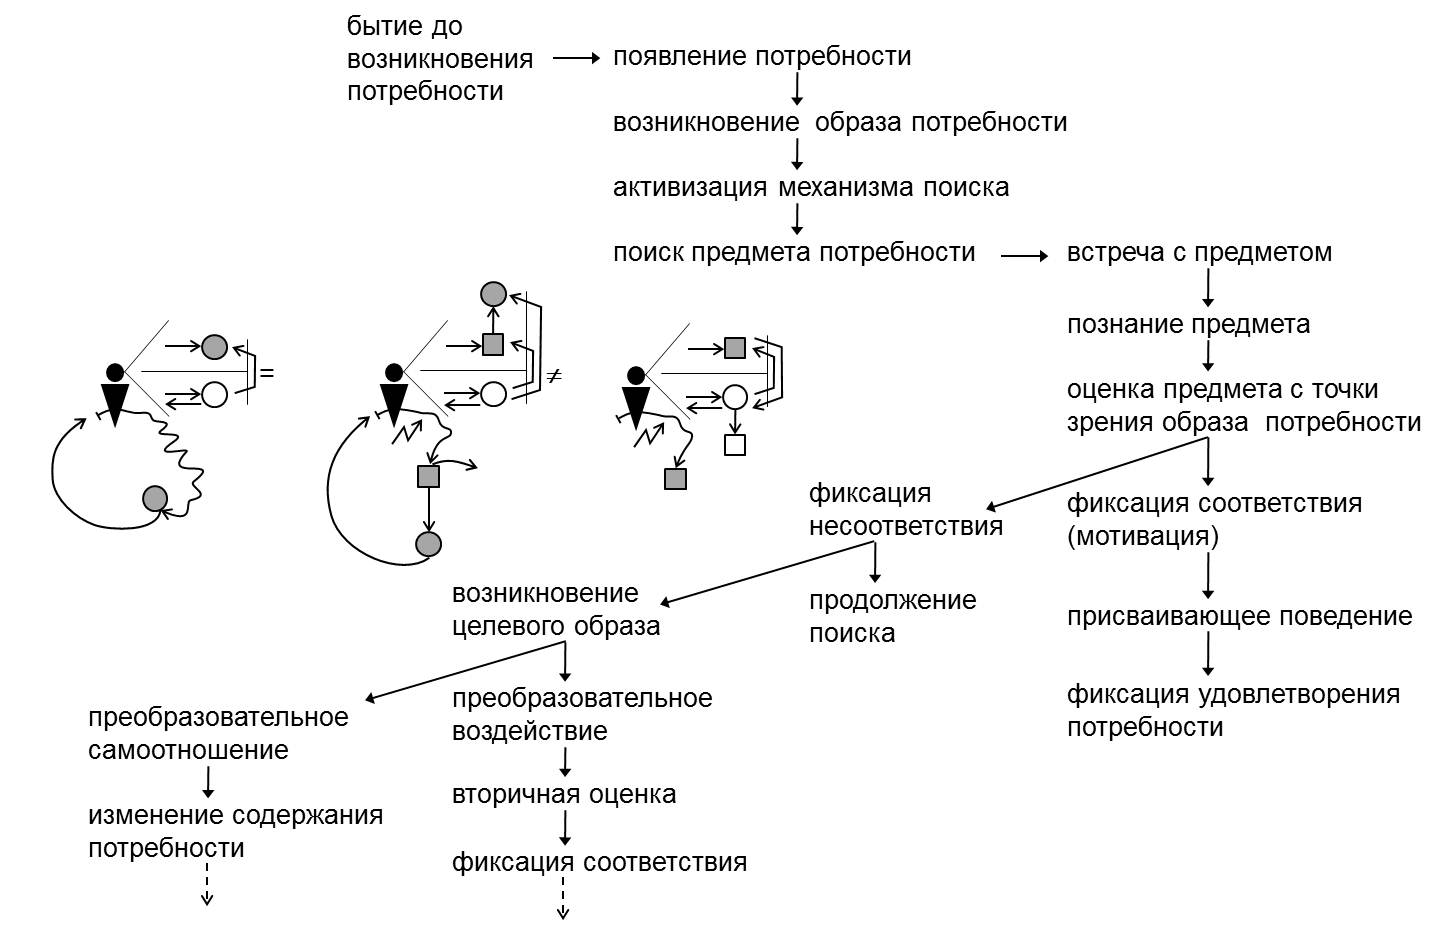 бытие до
возникновения
потребности
появление потребности
возникновение образа потребности
активизация механизма поиска
поиск предмета потребности
встреча с предметом
познание предмета
оценка предмета с точки
зрения образа потребности
=
≠
фиксация
несоответствия
фиксация соответствия
(мотивация)
возникновение
целевого образа
продолжение
поиска
присваивающее поведение
преобразовательное
самоотношение
преобразовательное
воздействие
фиксация удовлетворения
потребности
изменение содержания
потребности
вторичная оценка
фиксация соответствия